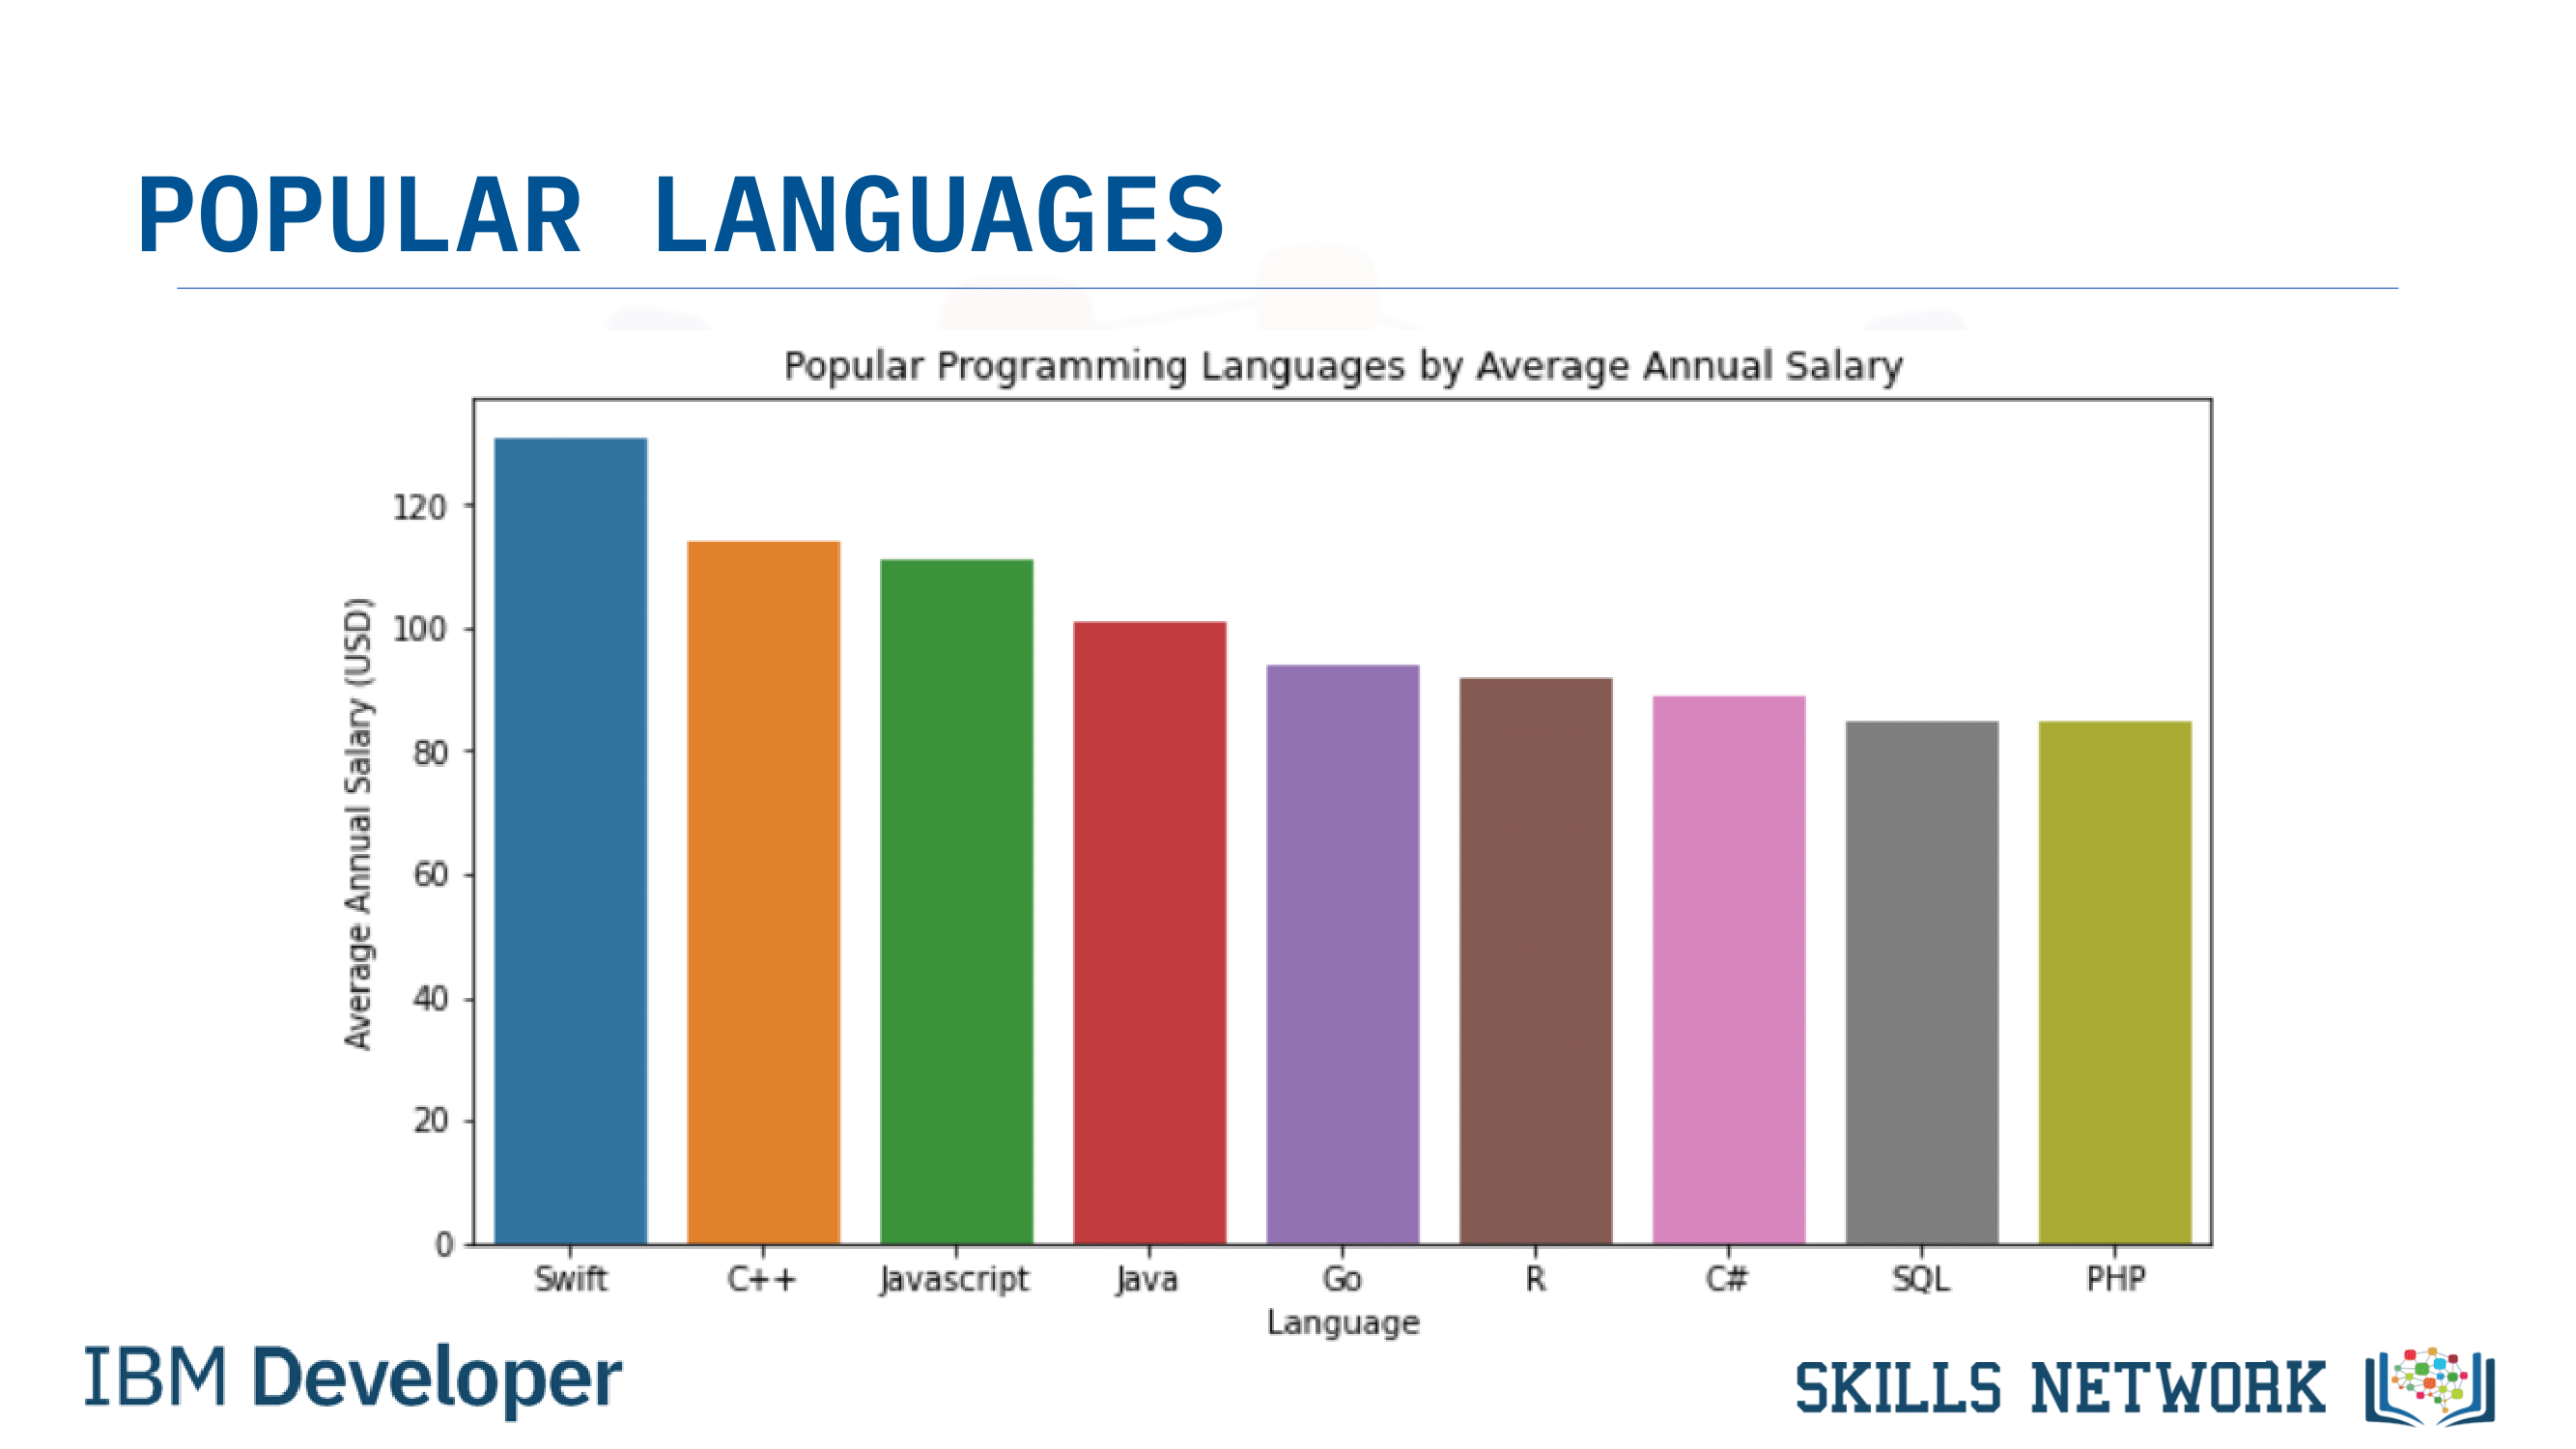 POPULAR LANGUAGES
Popular Programming Languages by Average Annual Salary
Average Annual Salary (USD)
120
100
80
60
40
20
0
Swift C++ Javascript Java Go R C# SQL PHP
Language
IBM Developer
SKILLS NETWORK